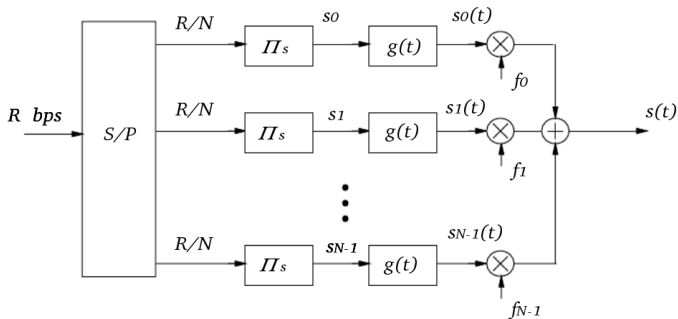 R/N s0 s0(t)
Πs g(t)
f0
R bps S/P R/N s1 s1(t) s(t)
Πs g(t)
f1
R/N sN-1 sN-1(t)
Πs g(t)
fN-1